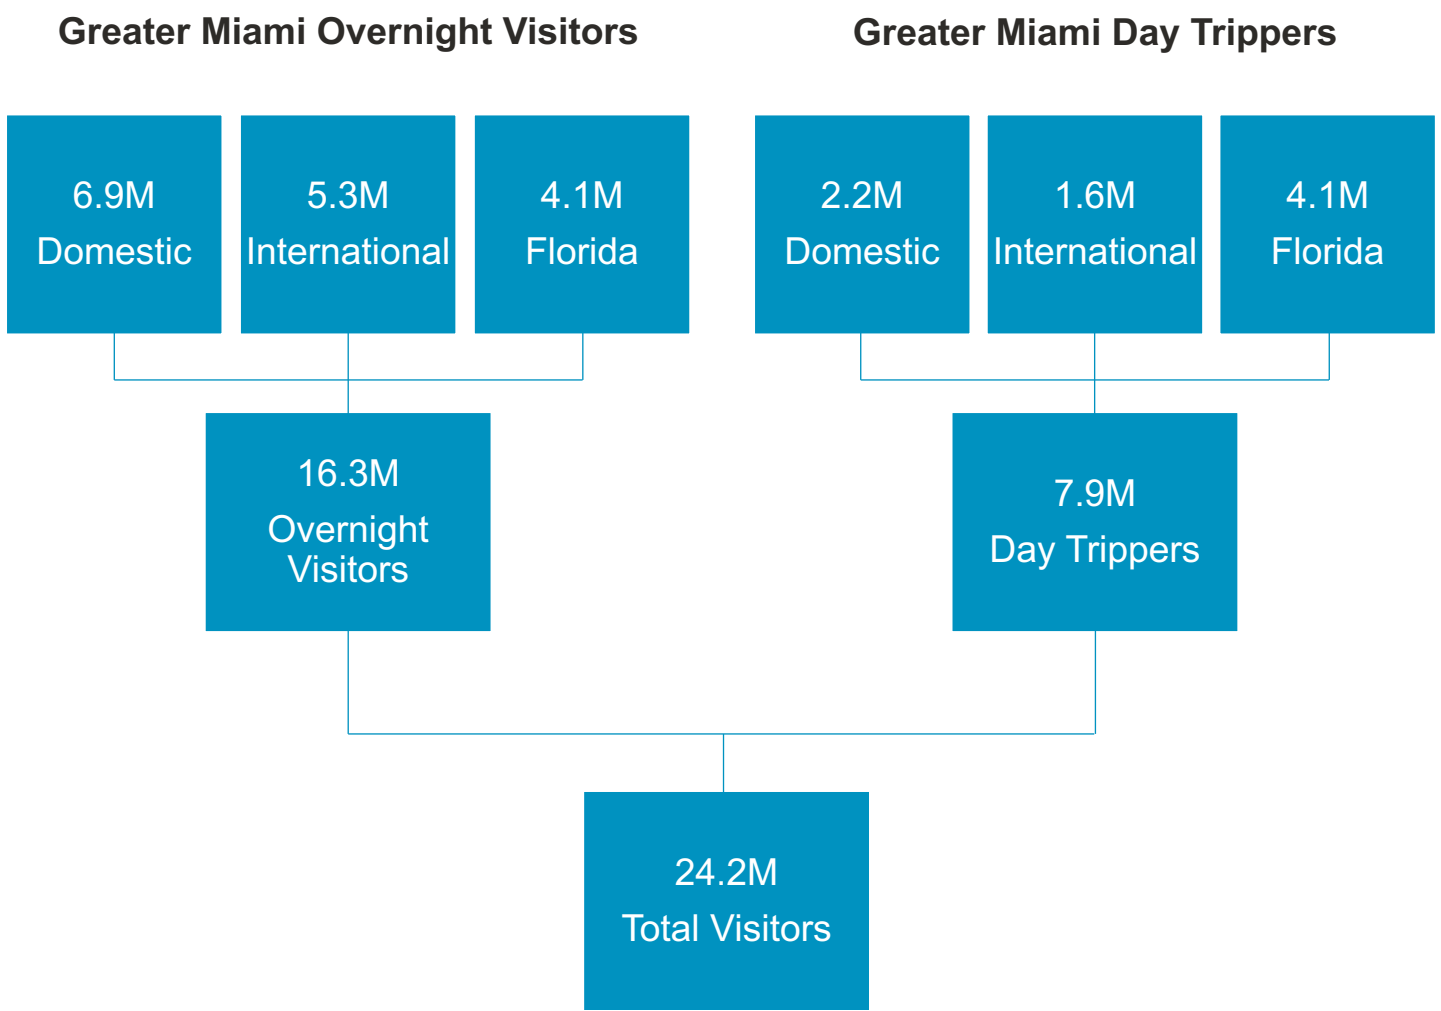 Greater Miami Overnight Visitors
Greater Miami Day Trippers
6.9M
Domestic
5.3M
International
4.1M
Florida
2.2M
Domestic
1.6M
International
4.1M
Florida
16.3M
Overnight
Visitors
7.9M
Day Trippers
24.2M
Total Visitors